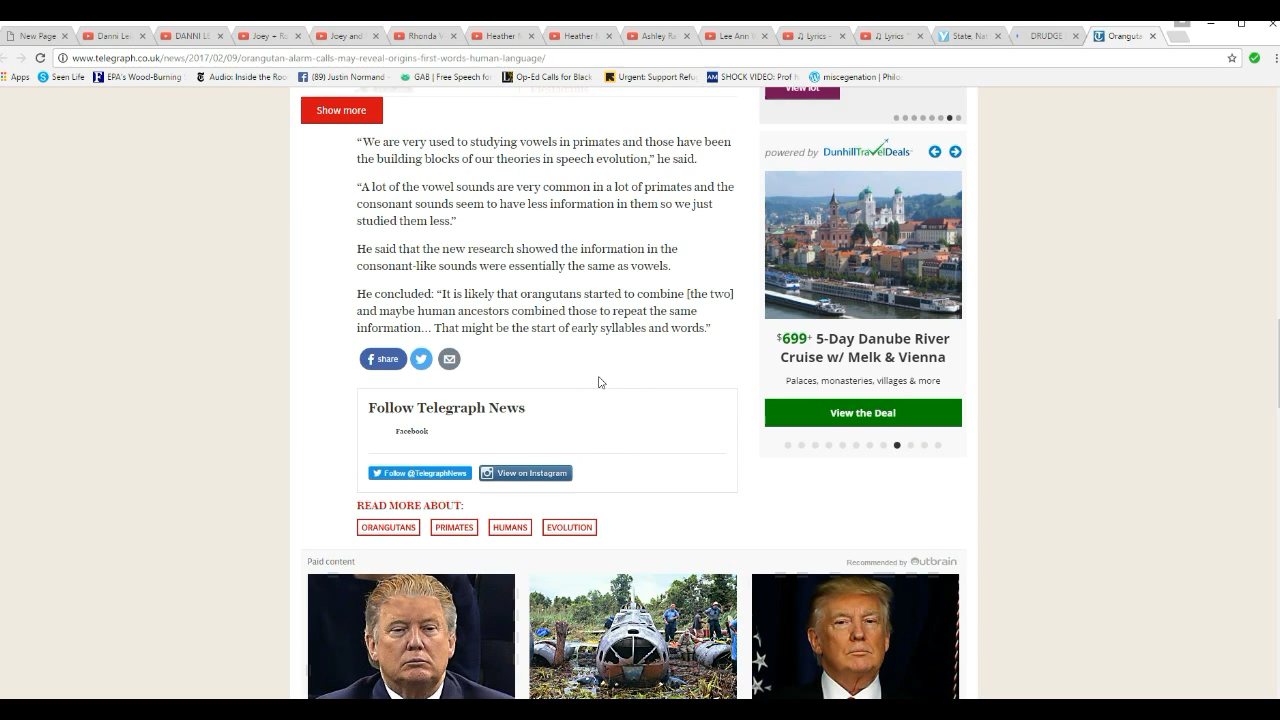 New Page
Danni Le
DANNI LE
Joey + R
Joey and
Rhonda V
Heather
Heather
Ashley R
Lee Ann
♫ Lyrics -
♫ Lyrics -
State, Na
DRUDGE
Oranguta
www.telegraph.co.uk/news/2017/02/09/orangutan-alarm-calls-may-reveal-origins-first-words-human-language/
Apps
Seen Life
EPA's Wood-Burning
Audio: Inside the Roo
(89) Justin Normand -
GAB | Free Speech for
Op-Ed Calls for Black
Urgent: Support Refu
SHOCK VIDEO: Prof
miscegenation | Philo
Show more
View lot
“We are very used to studying vowels in primates and those have been
the building blocks of our theories in speech evolution,” he said.
“A lot of the vowel sounds are very common in a lot of primates and the
consonant sounds seem to have less information in them so we just
studied them less.”
He said that the new research showed the information in the
consonant-like sounds were essentially the same as vowels.
He concluded: “It is likely that orangutans started to combine [the two]
and maybe human ancestors combined those to repeat the same
information... That might be the start of early syllables and words.”
share
Follow Telegraph News
Facebook
Follow @TelegraphNews
View on Instagram
READ MORE ABOUT:
ORANGUTANS
PRIMATES
HUMANS
EVOLUTION
powered by DunhillTravelDeals
$699+ 5-Day Danube River
Cruise w/ Melk & Vienna
Palaces, monasteries, villages & more
View the Deal
Paid content
Recommended by Outbrain